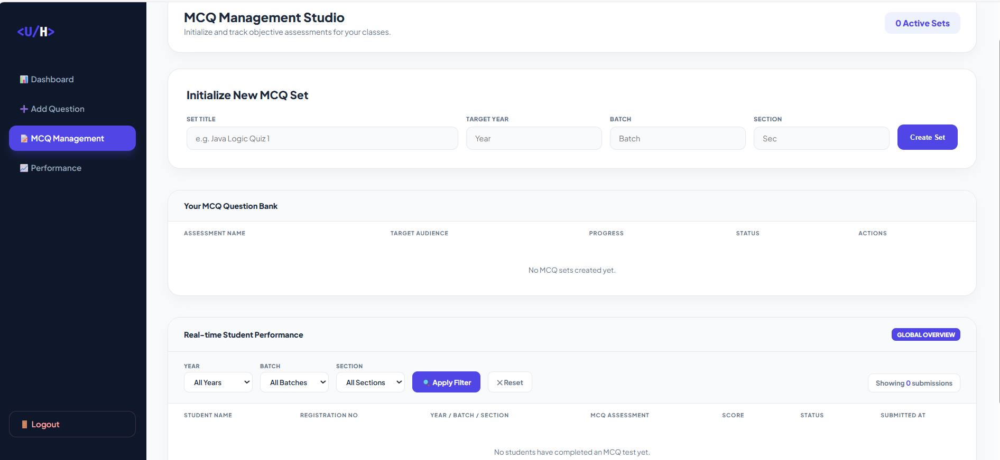 <U/H>
Dashboard
Add Question
MCQ Management
Performance
Logout
MCQ Management Studio
Initialize and track objective assessments for your classes.
0 Active Sets
Initialize New MCQ Set
SET TITLE
e.g. Java Logic Quiz 1
TARGET YEAR
Year
BATCH
Batch
SECTION
Sec
Create Set
Your MCQ Question Bank
ASSESSMENT NAME TARGET AUDIENCE PROGRESS STATUS ACTIONS
No MCQ sets created yet.
Real-time Student Performance
GLOBAL OVERVIEW
YEAR
All Years
BATCH
All Batches
SECTION
All Sections
Apply Filter
Reset
Showing 0 submissions
STUDENT NAME REGISTRATION NO YEAR / BATCH / SECTION MCQ ASSESSMENT SCORE STATUS SUBMITTED AT
No students have completed an MCQ test yet.